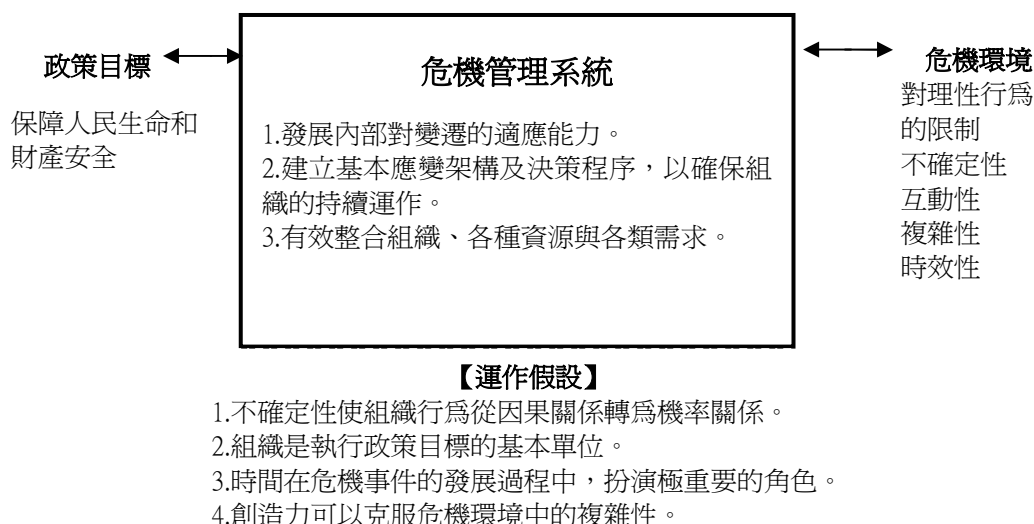 政策目標
保障人民生命和
財產安全
危機管理系統
1.發展內部對變遷的適應能力。
2.建立基本應變架構及決策程序，以確保組
織的持續運作。
3.有效整合組織、各種資源與各類需求。
危機環境
對理性行為
的限制
不確定性
互動性
複雜性
時效性
【運作假設】
1.不確定性使組織行為從因果關係轉為機率關係。
2.組織是執行政策目標的基本單位。
3.時間在危機事件的發展過程中，扮演極重要的角色。
4.創造力可以克服危機環境中的複雜性。